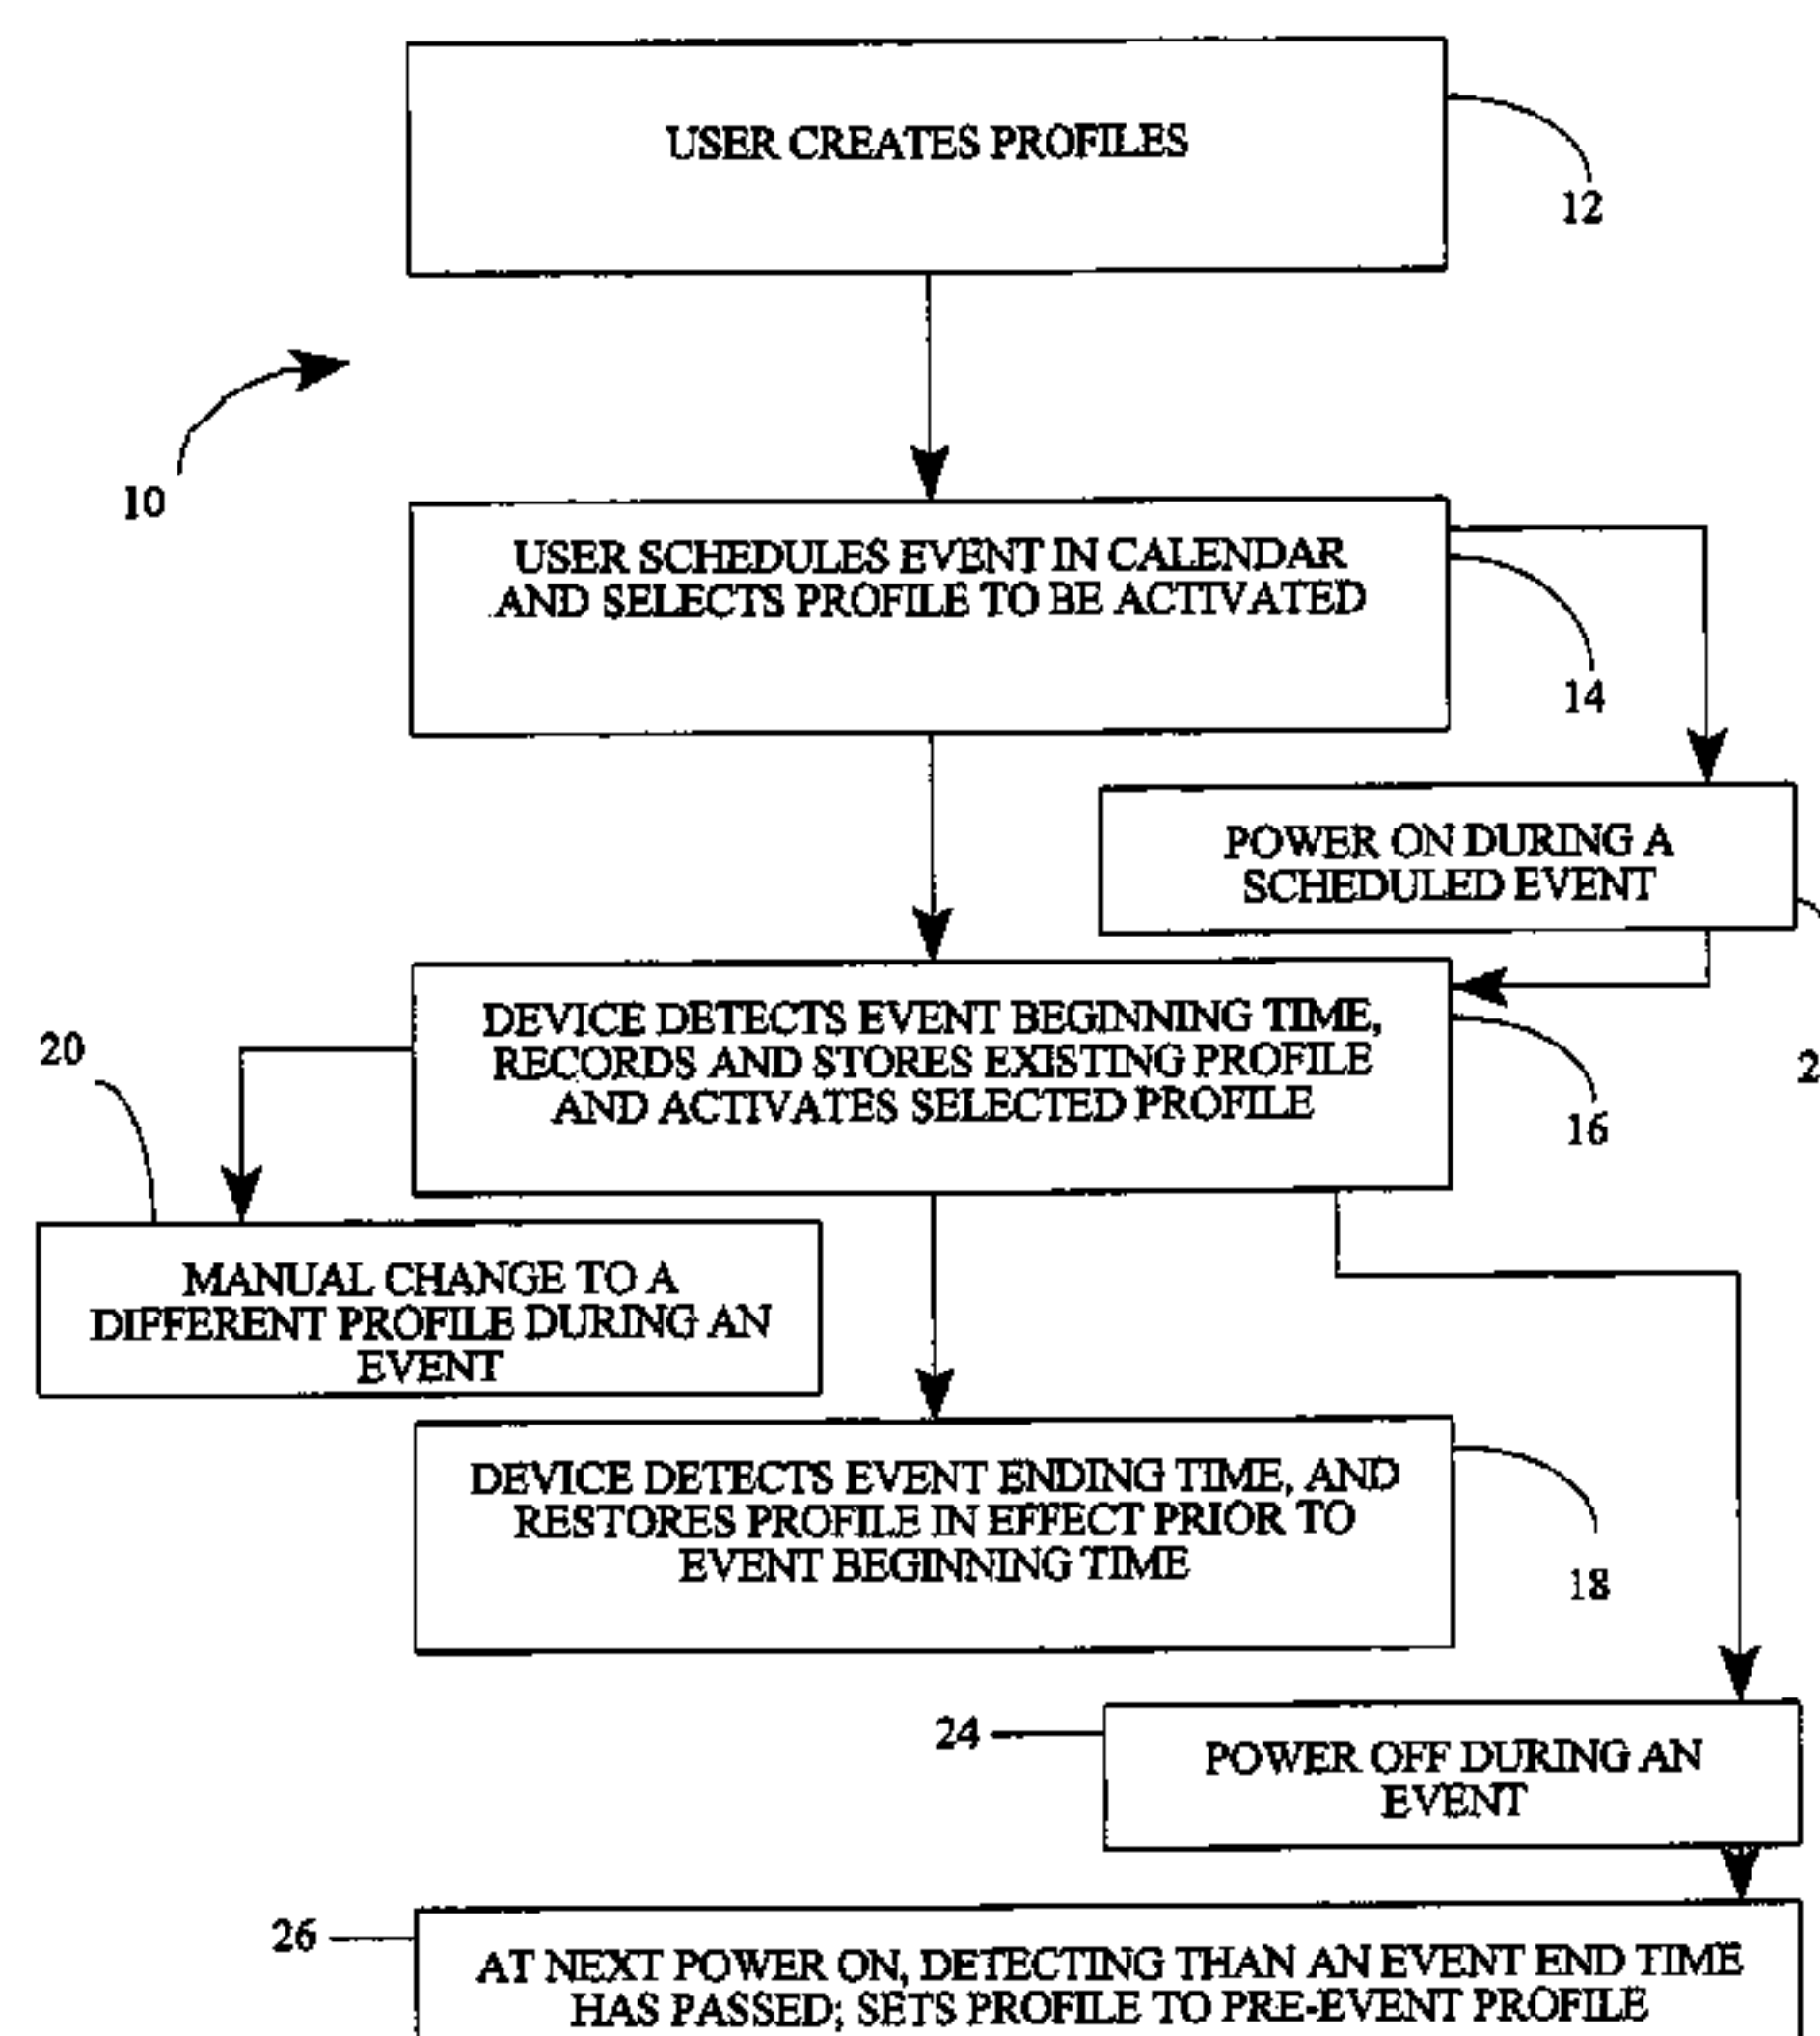 USER CREATES PROFILES
12
10
USER SCHEDULES EVENT IN CALENDAR
AND SELECTS PROFILE TO BE ACTIVATED
14
POWER ON DURING A
SCHEDULED EVENT
DEVICE DETECTS EVENT BEGINNING TIME,
RECORDS AND STORES EXISTING PROFILE
AND ACTIVATES SELECTED PROFILE
20
16
MANUAL CHANGE TO A
DIFFERENT PROFILE DURING AN
EVENT
DEVICE DETECTS EVENT ENDING TIME, AND
RESTORES PROFILE IN EFFECT PRIOR TO
EVENT BEGINNING TIME
18
24
POWER OFF DURING AN
EVENT
26
AT NEXT POWER ON, DETECTING THAN AN EVENT END TIME
HAS PASSED; SETS PROFILE TO PRE-EVENT PROFILE